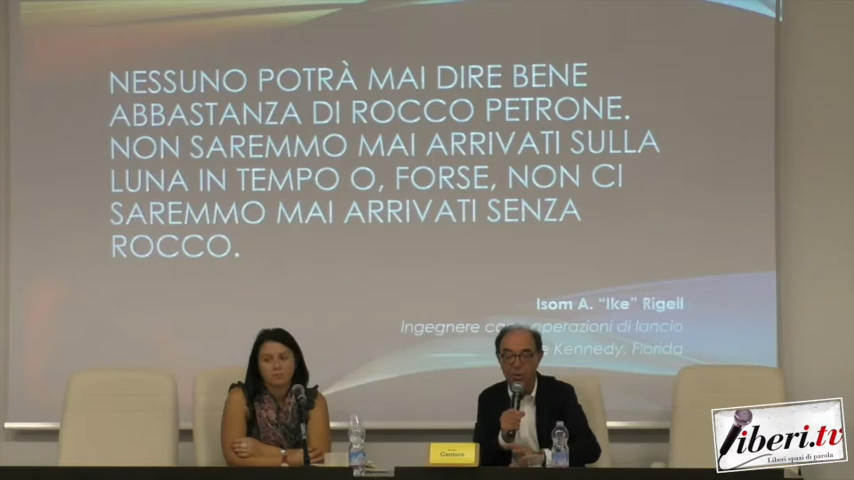 NESSUNO POTRÀ MAI DIRE BENE
ABBASTANZA DI ROCCO PETRONE.
NON SAREMMO MAI ARRIVATI SULLA
LUNA IN TEMPO O, FORSE, NON CI
SAREMMO MAI ARRIVATI SENZA
ROCCO.
Isom A. "Ike" Rigell
Ingegnere operazioni di lancio
Kennedy, Florida
Cantore
liberi.tv
Liberi spazi di parola